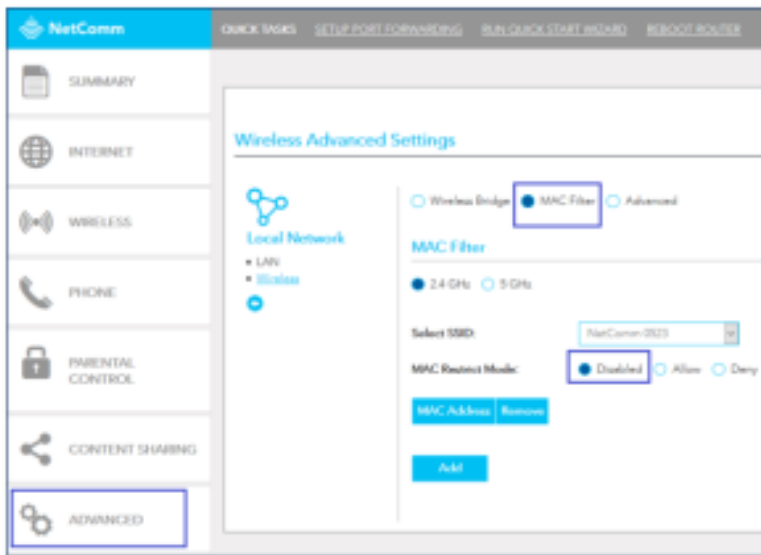 NetComm
QUICK TASKS SETUP PORT FORWARDING RUN QUICK START WIZARD REBOOT ROUTER
SUMMARY
INTERNET
WIRELESS
PHONE
PARENTAL
CONTROL
CONTENT SHARING
ADVANCED
Wireless Advanced Settings
Local Network
LAN
Wireless
Wireless Bridge MAC Filter Advanced
MAC Filter
2.4 GHz 5 GHz
Select SSID: NetComm 0823
MAC Restrict Mode: Disabled Allow Deny
MAC Address Remove
Add